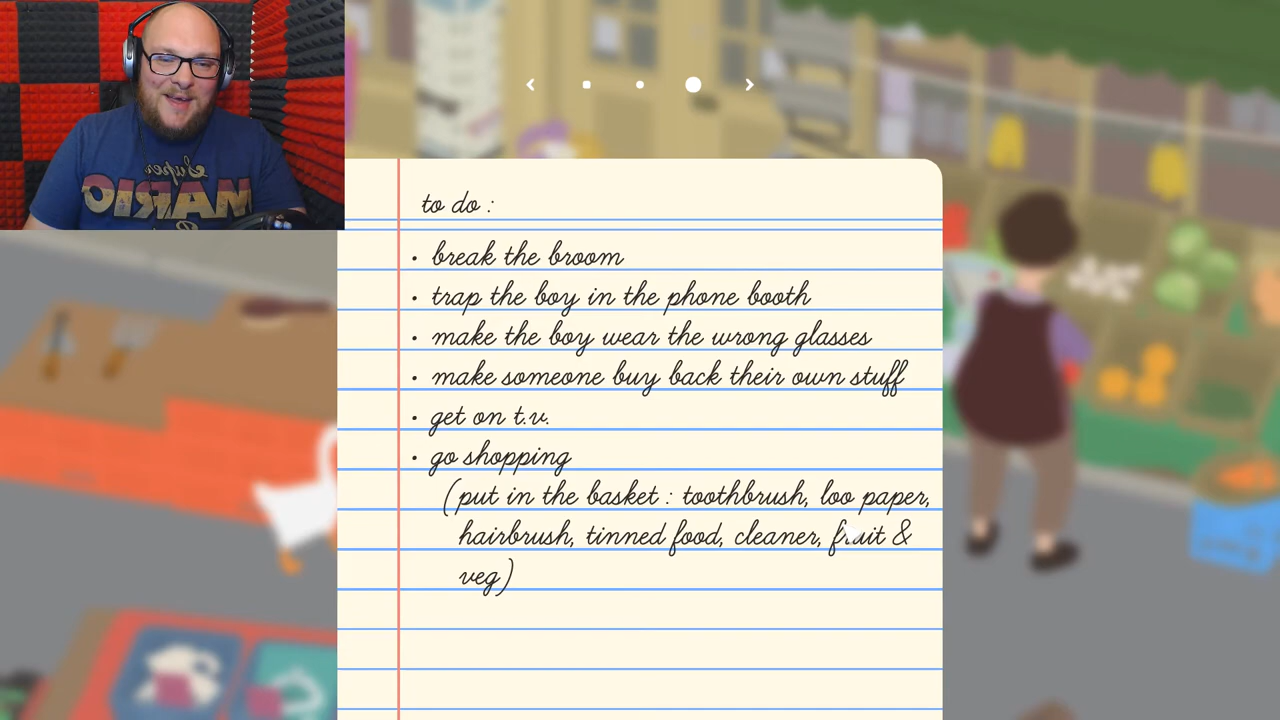 Super
MARIO
to do :
• break the broom
• trap the boy in the phone booth
• make the boy wear the wrong glasses
• make someone buy back their own stuff
• get on t.v.
• go shopping
(put in the basket : toothbrush, loo paper,
hairbrush, tinned food, cleaner, fruit &
veg)